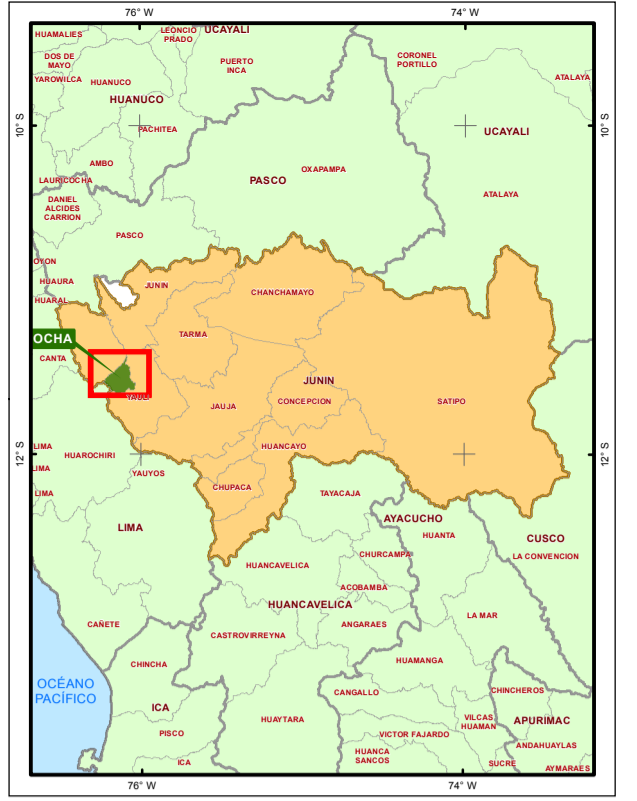 76° W
74° W
HUAMALIES
LEONCIO
PRADO
UCAYALI
DOS DE
MAYO
PUERTO
INCA
CORONEL
PORTILLO
YAROWILCA
HUANUCO
ATALAYA
HUANUCO
10° S
10° S
PACHITEA
UCAYALI
AMBO
OXAPAMPA
LAURICOCHA
PASCO
DANIEL
ALCIDES
CARRION
ATALAYA
PASCO
OYON
HUAURA
JUNIN
CHANCHAMAYO
HUARAL
TARMA
OCHA
CANTA
JUNIN
YAULI
JAUJA
CONCEPCION
SATIPO
HUANCAYO
LIMA
HUAROCHIRI
12° S
12° S
LIMA
YAUYOS
CHUPACA
LIMA
TAYACAJA
LIMA
AYACUCHO
HUANTA
CUSCO
CHURCAMPA
LA CONVENCION
HUANCAVELICA
ACOBAMBA
HUANCAVELICA
LA MAR
CAÑETE
CASTROVIRREYNA
ANGARAES
CHINCHA
HUAMANGA
OCÉANO
PACÍFICO
CANGALLO
CHINCHEROS
ICA
HUAYTARA
VILCAS
HUAMAN
APURIMAC
PISCO
VICTOR FAJARDO
ANDAHUAYLAS
HUANCA
SANCOS
ICA
SUCRE
AYMARAES
76° W
74° W